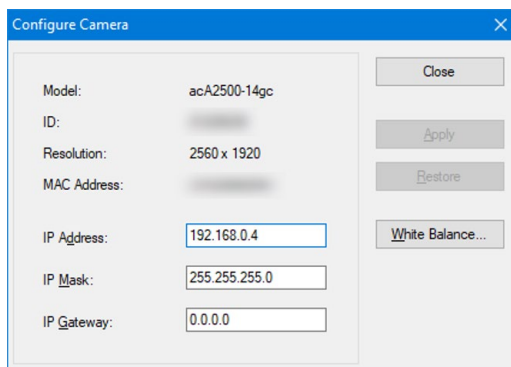 Configure Camera
Close
Model: acA2500-14gc
ID:
Apply
Resolution: 2560 x 1920
Restore
MAC Address:
IP Address: 192.168.0.4
White Balance...
IP Mask: 255.255.255.0
IP Gateway: 0.0.0.0